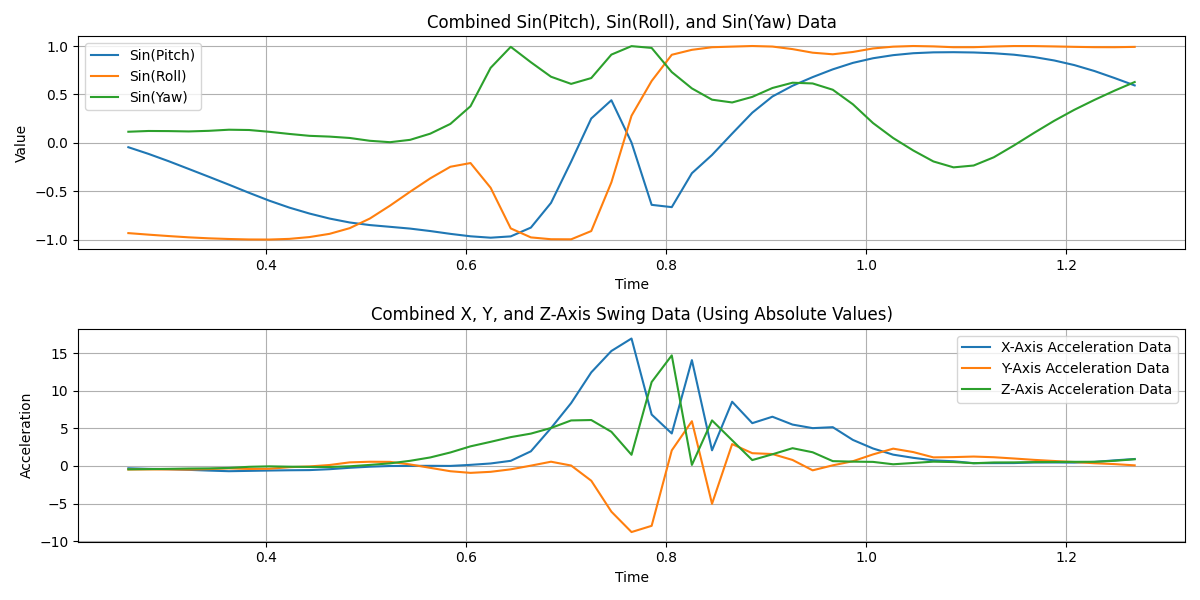 Combined Sin(Pitch), Sin(Roll), and Sin(Yaw) Data
Sin(Pitch)
Sin(Roll)
Sin(Yaw)
Value
1.0
0.5
0.0
−0.5
−1.0
0.4 0.6 0.8 1.0 1.2
Time
Combined X, Y, and Z-Axis Swing Data (Using Absolute Values)
X-Axis Acceleration Data
Y-Axis Acceleration Data
Z-Axis Acceleration Data
Acceleration
15
10
5
0
−5
−10
0.4 0.6 0.8 1.0 1.2
Time